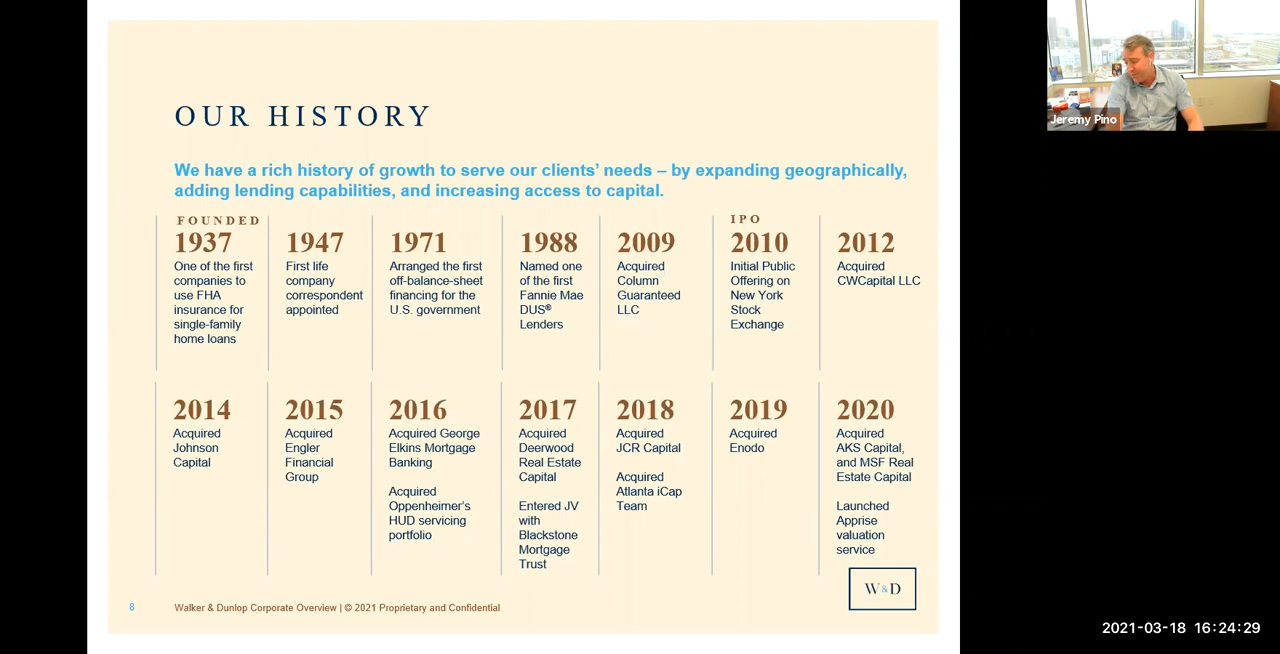 OUR HISTORY
We have a rich history of growth to serve our clients’ needs – by expanding geographically,
adding lending capabilities, and increasing access to capital.
FOUNDED
1937
One of the first
companies to
use FHA
insurance for
single-family
home loans
1947
First life
company
correspondent
appointed
1971
Arranged the first
off-balance-sheet
financing for the
U.S. government
1988
Named one
of the first
Fannie Mae
DUS®
Lenders
2009
Acquired
Column
Guaranteed
LLC
IPO
2010
Initial Public
Offering on
New York
Stock
Exchange
2012
Acquired
CWCapital LLC
2014
Acquired
Johnson
Capital
2015
Acquired
Engler
Financial
Group
2016
Acquired George
Elkins Mortgage
Banking
Acquired
Oppenheimer’s
HUD servicing
portfolio
2017
Acquired
Deerwood
Real Estate
Capital
Entered JV
with
Blackstone
Mortgage
Trust
2018
Acquired
JCR Capital
Acquired
Atlanta iCap
Team
2019
Acquired
Enodo
2020
Acquired
AKS Capital,
and MSF Real
Estate Capital
Launched
Apprise
valuation
service
W&D
8
Walker & Dunlop Corporate Overview | © 2021 Proprietary and Confidential
Jeremy Pino
2021-03-18 16:24:29